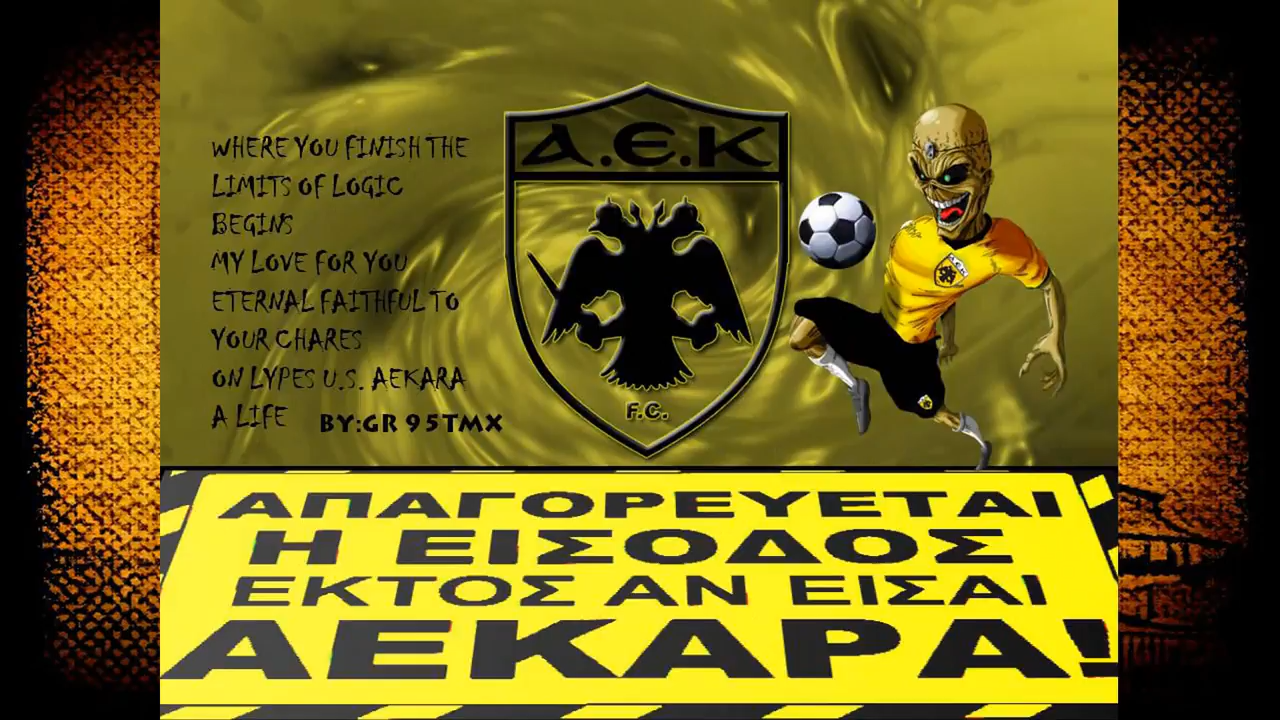 WHERE YOU FINISH THE
LIMITS OF LOGIC
BEGINS
MY LOVE FOR YOU
ETERNAL FAITHFUL TO
YOUR CHARES
ON LYPES U.S. AEKARA
A LIFE
BY:GR 95TMX
Α.Ε.Κ
F.C.
Α.Ε.Κ
ΑΠΑΓΟΡΕΥΕΤΑΙ
Η ΕΙΣΟΔΟΣ
ΕΚΤΟΣ ΑΝ ΕΙΣΑΙ
ΑΕΚΑΡΑ!